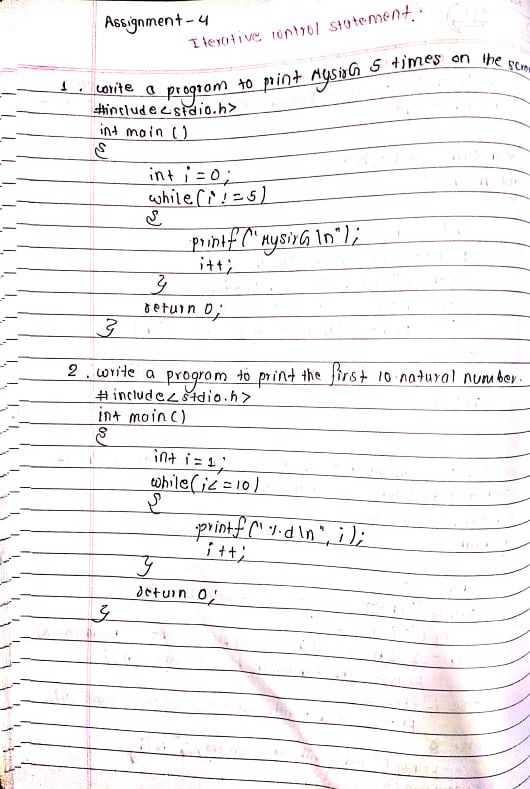 Assignment-4
Iterative control statement.
1. write a program to print MysirG 5 times on the
#include<stdio.h>
int main ()
{
int i=0;
while(i!=5)
{
printf("MysirG\n");
i++;
}
return 0;
}
2. write a program to print the first 10 natural number.
#include<stdio.h>
int main()
{
int i=1;
while(i<=10)
{
printf("%d\n", i);
i++;
}
return 0;
}